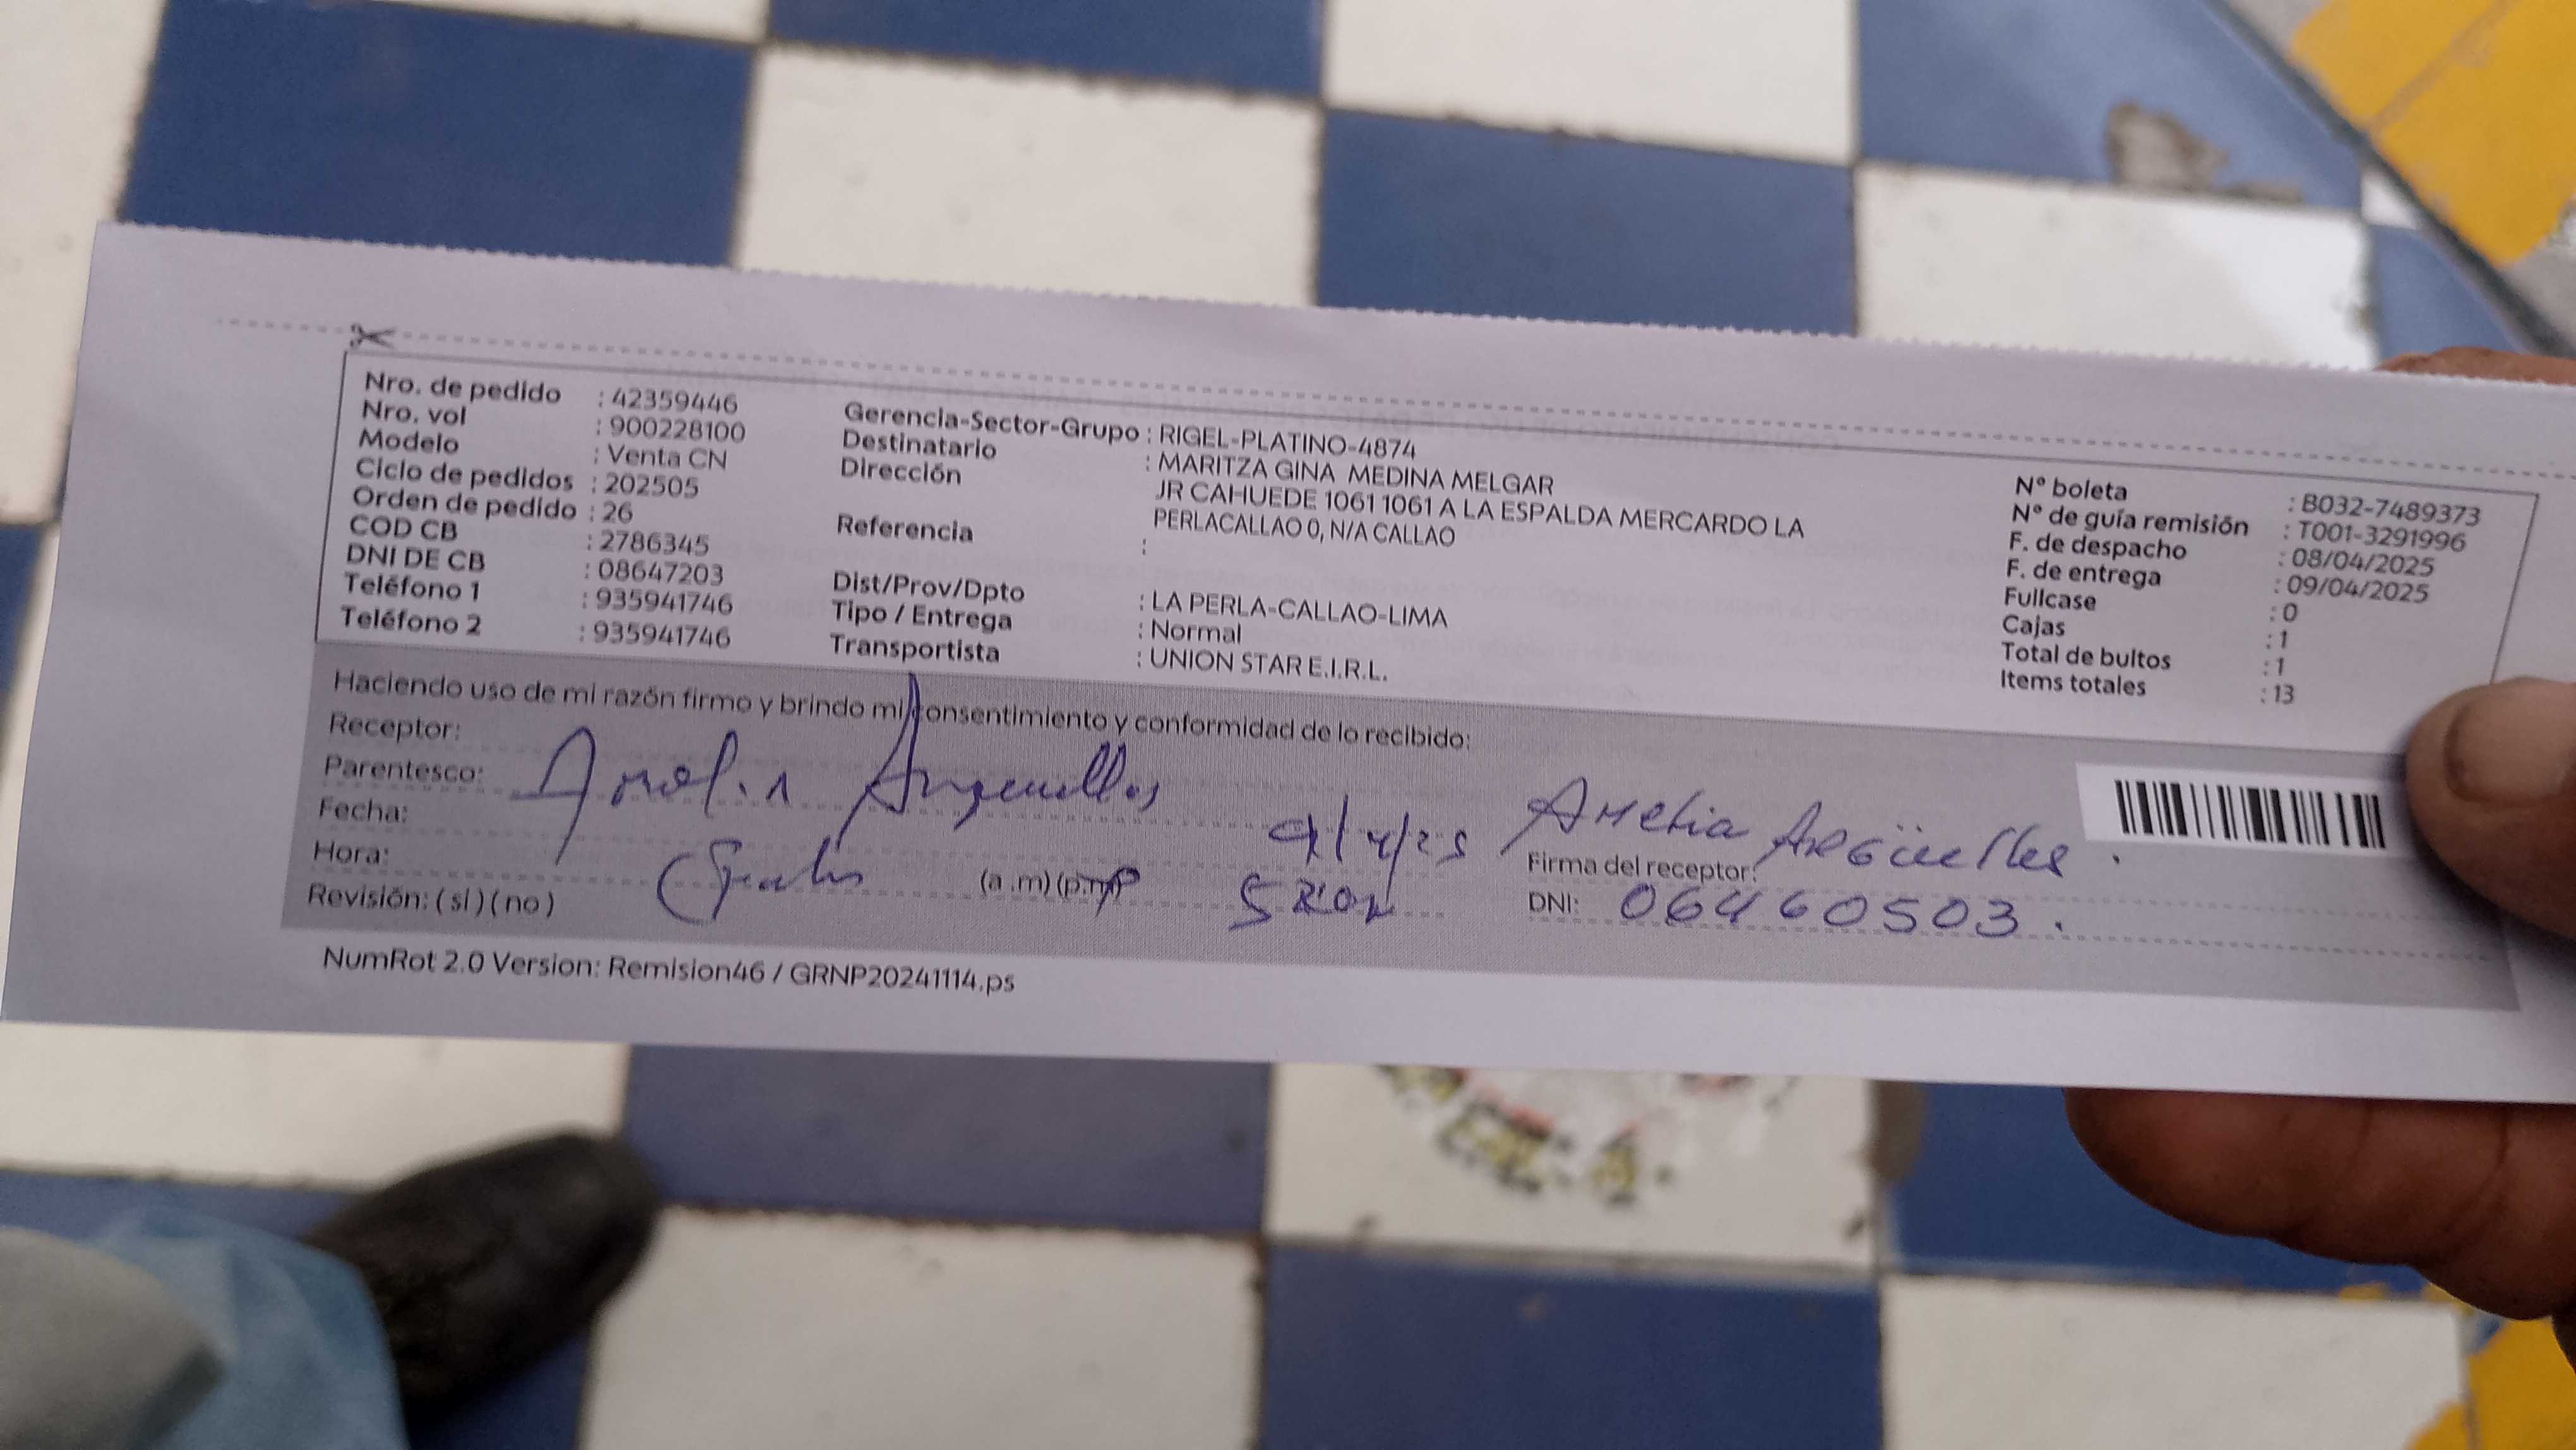 Nro. de pedido : 42359446
Nro. vol : 900228100
Modelo : Venta CN
Ciclo de pedidos : 202505
Orden de pedido : 26
COD CB : 2786345
DNI DE CB : 08647203
Teléfono 1 : 935941746
Teléfono 2 : 935941746
Gerencia-Sector-Grupo : RIGEL-PLATINO-4874
Destinatario : MARITZA GINA MEDINA MELGAR
Dirección JR CAHUEDE 1061 1061 A LA ESPALDA MERCARDO LA
PERLACALLAO 0, N/A CALLAO
Referencia :
Dist/Prov/Dpto : LA PERLA-CALLAO-LIMA
Tipo / Entrega : Normal
Transportista : UNION STAR E.I.R.L.
N° boleta : B032-7489373
N° de guía remisión : T001-3291996
F. de despacho : 08/04/2025
F. de entrega : 09/04/2025
Fullcase : 0
Cajas : 1
Total de bultos : 1
Items totales : 13
Haciendo uso de mi razón firmo y brindo mi consentimiento y conformidad de lo recibido:
Receptor:
Parentesco:
Fecha: 9/4/25
Hora: (a.m) (p.m)
Revisión: ( si ) ( no )
Amelia Argüelles
Firma del receptor:
DNI: 06460503.
NumRot 2.0 Version: Remision46 / GRNP20241114.ps